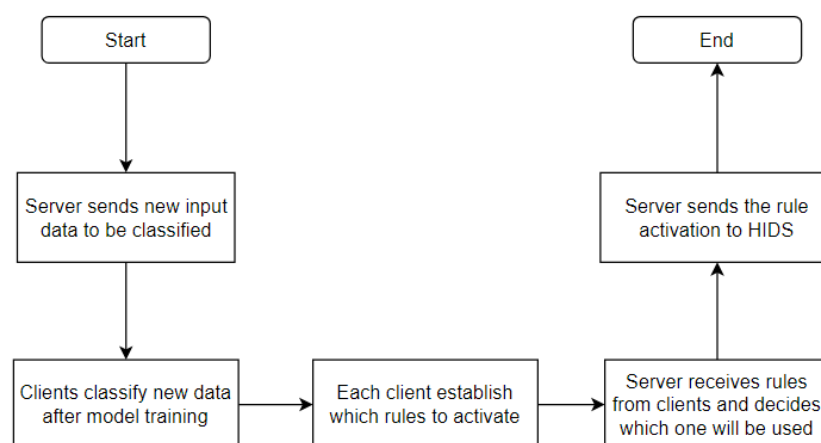 Start
Server sends new input
data to be classified
Clients classify new data
after model training
Each client establish
which rules to activate
Server receives rules
from clients and decides
which one will be used
Server sends the rule
activation to HIDS
End